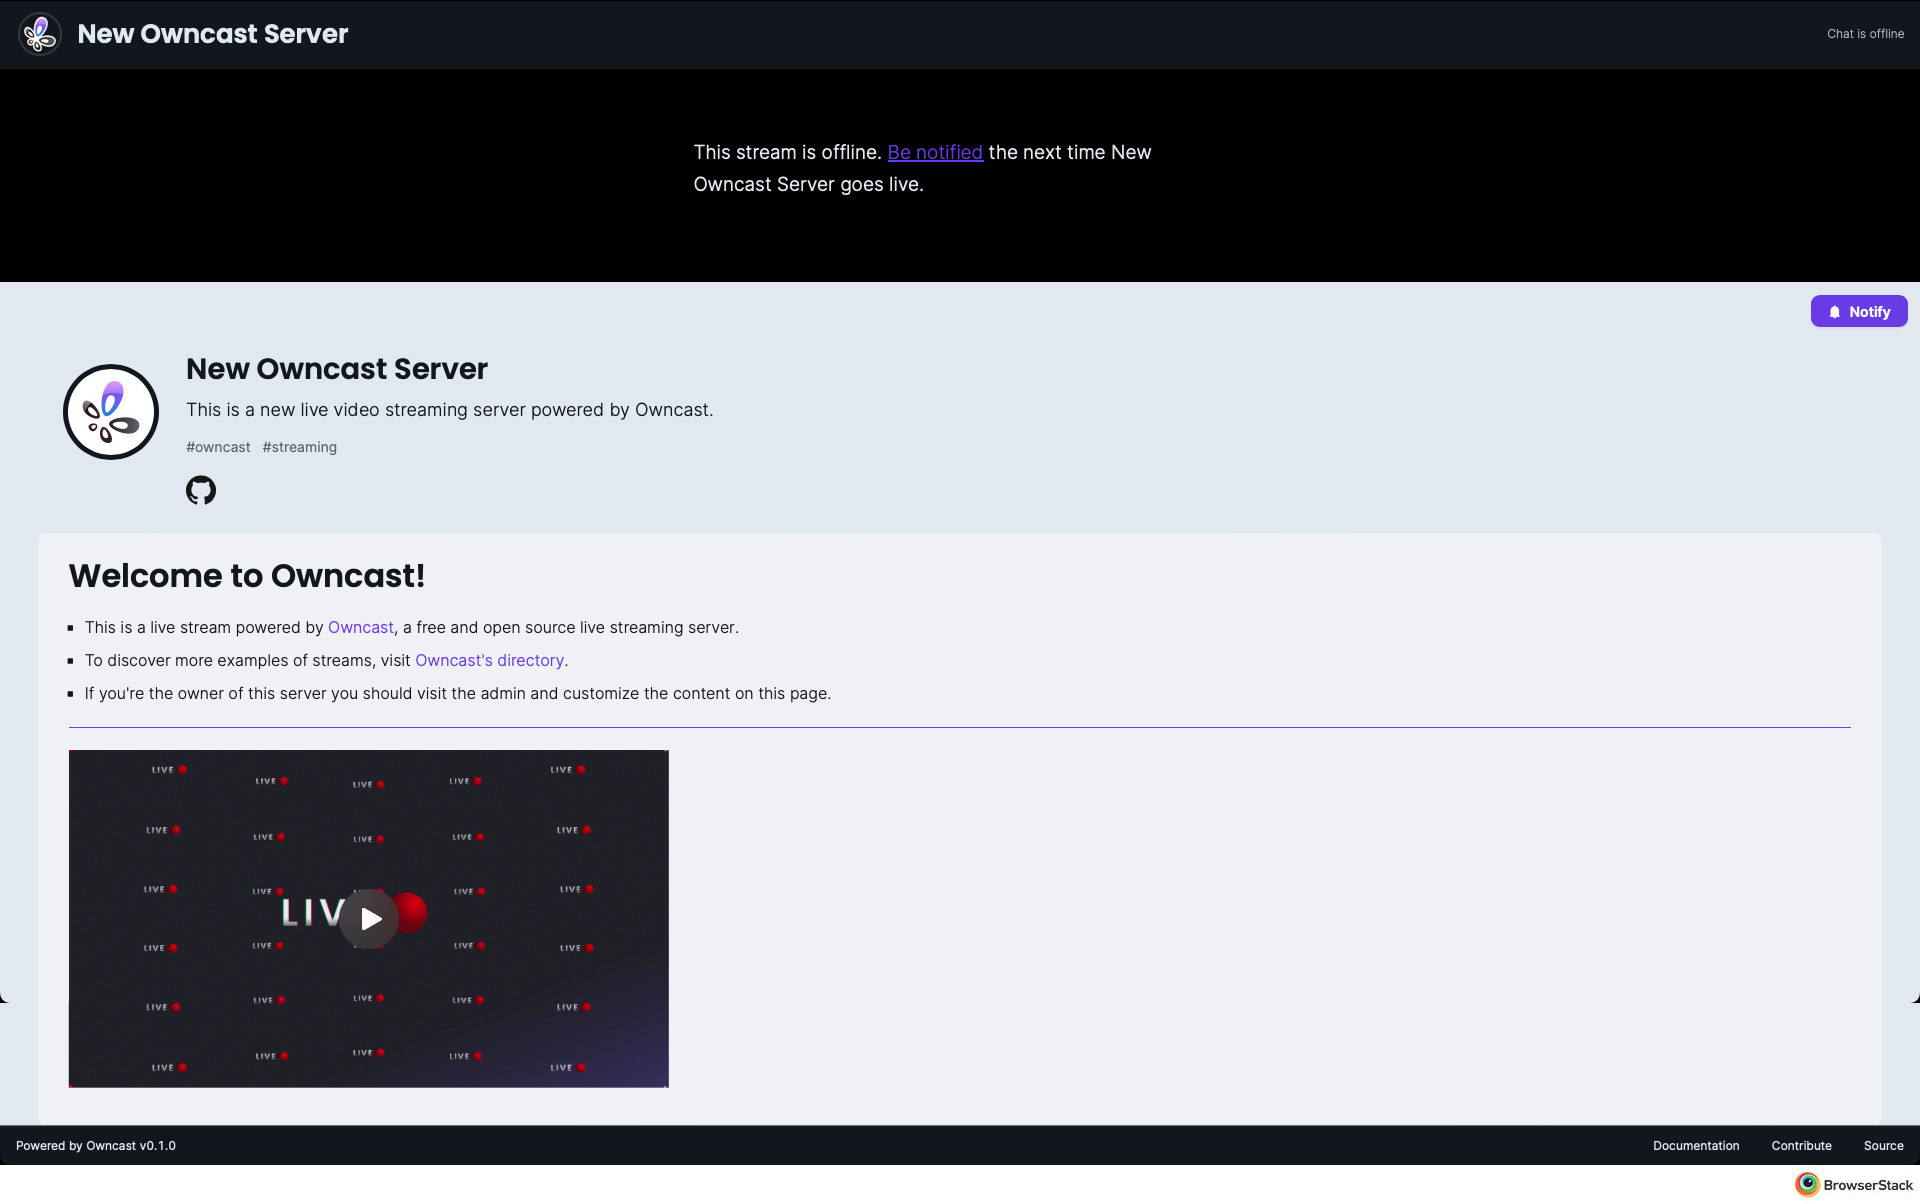 New Owncast Server
Chat is offline
This stream is offline. Be notified the next time New
Owncast Server goes live.
Notify
New Owncast Server
This is a new live video streaming server powered by Owncast.
#owncast #streaming
Welcome to Owncast!
This is a live stream powered by Owncast, a free and open source live streaming server.
To discover more examples of streams, visit Owncast's directory.
If you're the owner of this server you should visit the admin and customize the content on this page.
LIVE LIVE LIVE LIVE LIVE
LIVE LIVE LIVE LIVE LIVE
LIVE LIVE LIVE LIVE
LIV
LIVE LIVE LIVE LIVE
LIVE LIVE LIVE LIVE LIVE
LIVE LIVE LIVE LIVE LIVE
Powered by Owncast v0.1.0
Documentation Contribute Source
BrowserStack